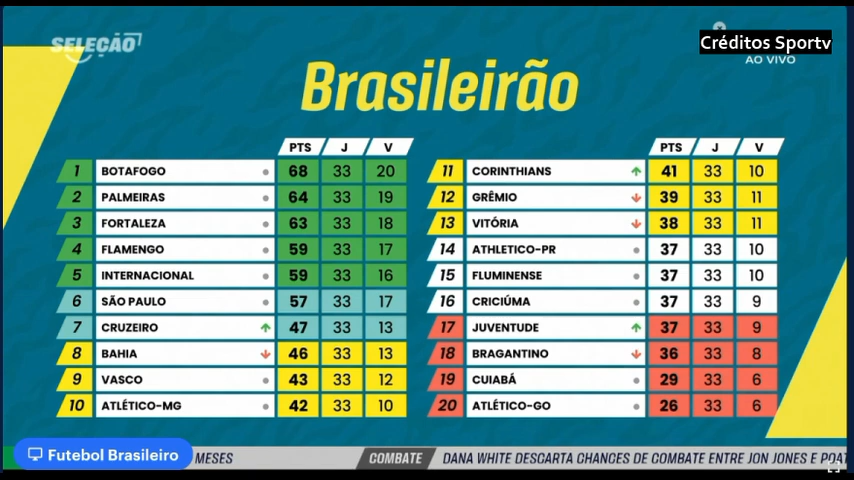 SELEÇÃO
Créditos Sportv
AO VIVO
Brasileirão
PTS J V
1 BOTAFOGO 68 33 20
2 PALMEIRAS 64 33 19
3 FORTALEZA 63 33 18
4 FLAMENGO 59 33 17
5 INTERNACIONAL 59 33 16
6 SÃO PAULO 57 33 17
7 CRUZEIRO 47 33 13
8 BAHIA 46 33 13
9 VASCO 43 33 12
10 ATLÉTICO-MG 42 33 10
PTS J V
11 CORINTHIANS 41 33 10
12 GRÊMIO 39 33 11
13 VITÓRIA 38 33 11
14 ATHLETICO-PR 37 33 10
15 FLUMINENSE 37 33 10
16 CRICIÚMA 37 33 9
17 JUVENTUDE 37 33 9
18 BRAGANTINO 36 33 8
19 CUIABÁ 29 33 6
20 ATLÉTICO-GO 26 33 6
Futebol Brasileiro
MESES COMBATE DANA WHITE DESCARTA CHANCES DE COMBATE ENTRE JON JONES E POAT